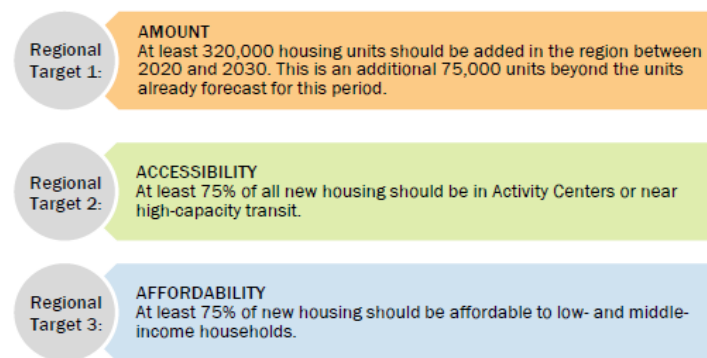 Regional
Target 1:
AMOUNT
At least 320,000 housing units should be added in the region between
2020 and 2030. This is an additional 75,000 units beyond the units
already forecast for this period.
Regional
Target 2:
ACCESSIBILITY
At least 75% of all new housing should be in Activity Centers or near
high-capacity transit.
Regional
Target 3:
AFFORDABILITY
At least 75% of new housing should be affordable to low- and middle-
income households.